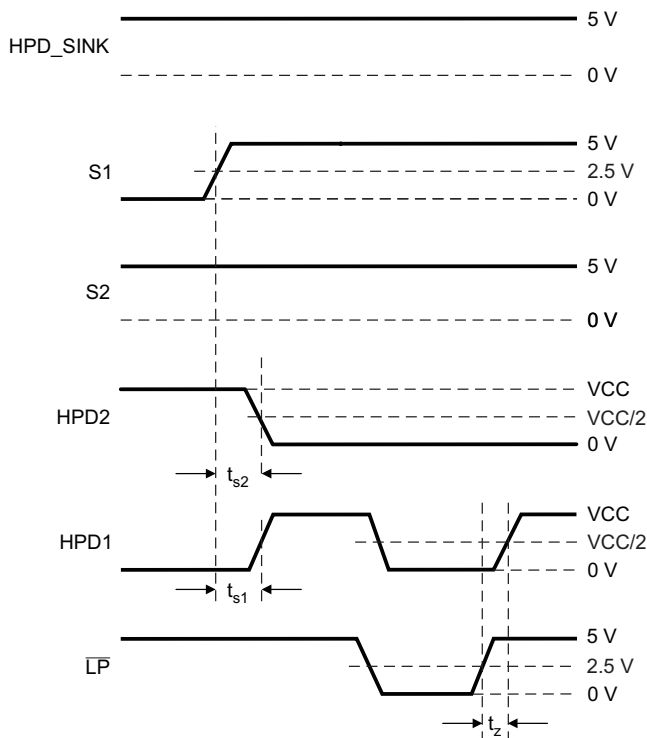 HPD_SINK
5 V
0 V
S1
5 V
2.5 V
0 V
S2
5 V
0 V
HPD2
VCC
VCC/2
0 V
ts2
HPD1
VCC
VCC/2
0 V
ts1
LP
5 V
2.5 V
0 V
tz